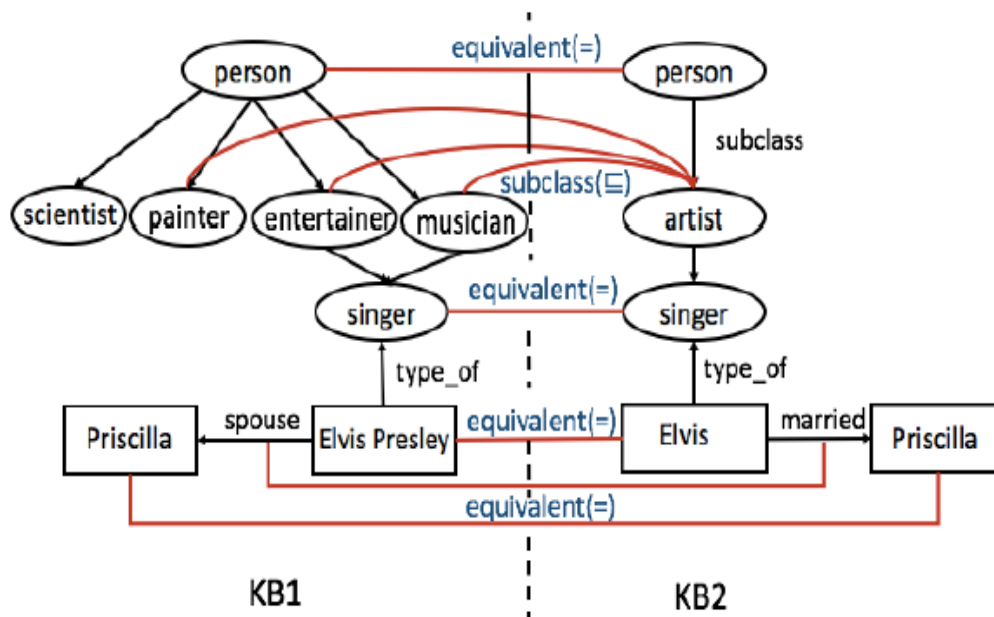 equivalent(=)
person
person
subclass
subclass(⊑)
scientist
painter
entertainer
musician
artist
equivalent(=)
singer
singer
type_of
type_of
spouse
married
Priscilla
Elvis Presley
equivalent(=)
Elvis
Priscilla
equivalent(=)
KB1
KB2